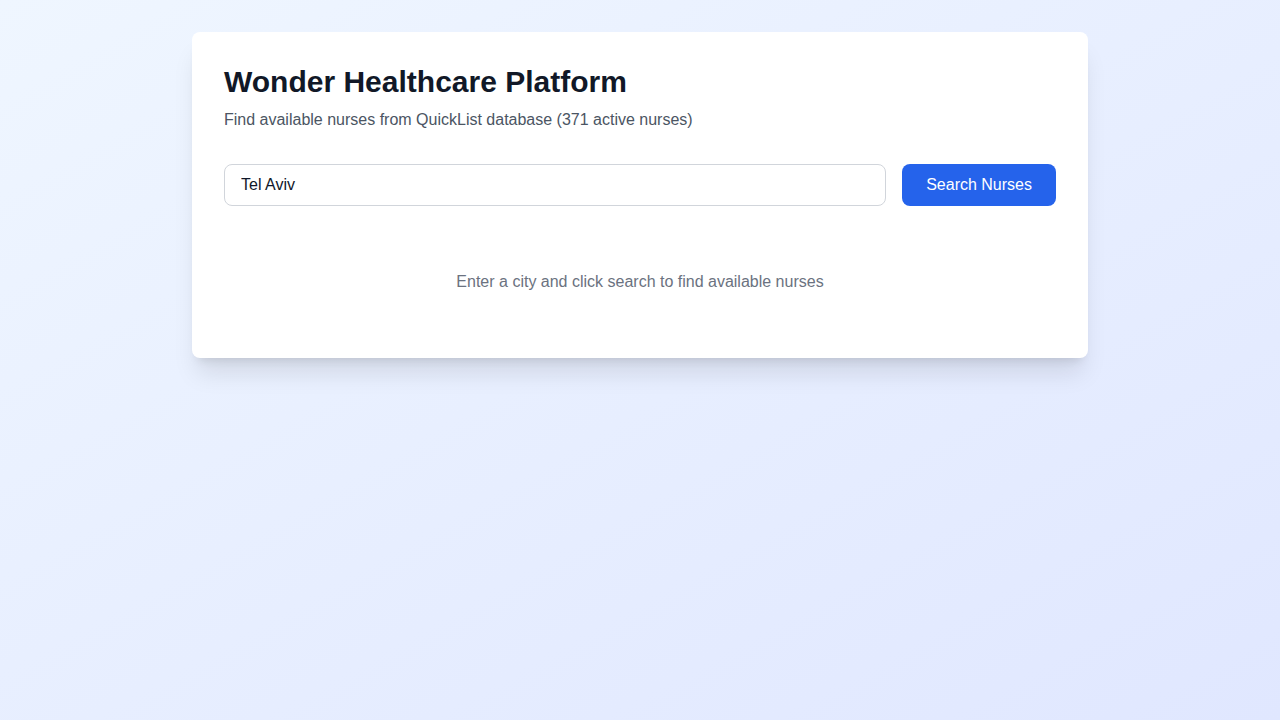 Wonder Healthcare Platform
Find available nurses from QuickList database (371 active nurses)
Tel Aviv
Search Nurses
Enter a city and click search to find available nurses